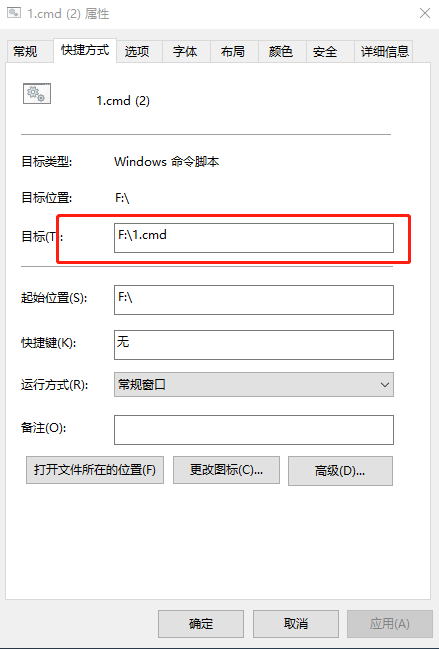 1.cmd (2) 属性
常规 快捷方式 选项 字体 布局 颜色 安全 详细信息
1.cmd (2)
目标类型: Windows 命令脚本
目标位置: F:\
目标(T): F:\1.cmd
起始位置(S): F:\
快捷键(K): 无
运行方式(R): 常规窗口
备注(O):
打开文件所在的位置(F) 更改图标(C)... 高级(D)...
确定 取消 应用(A)